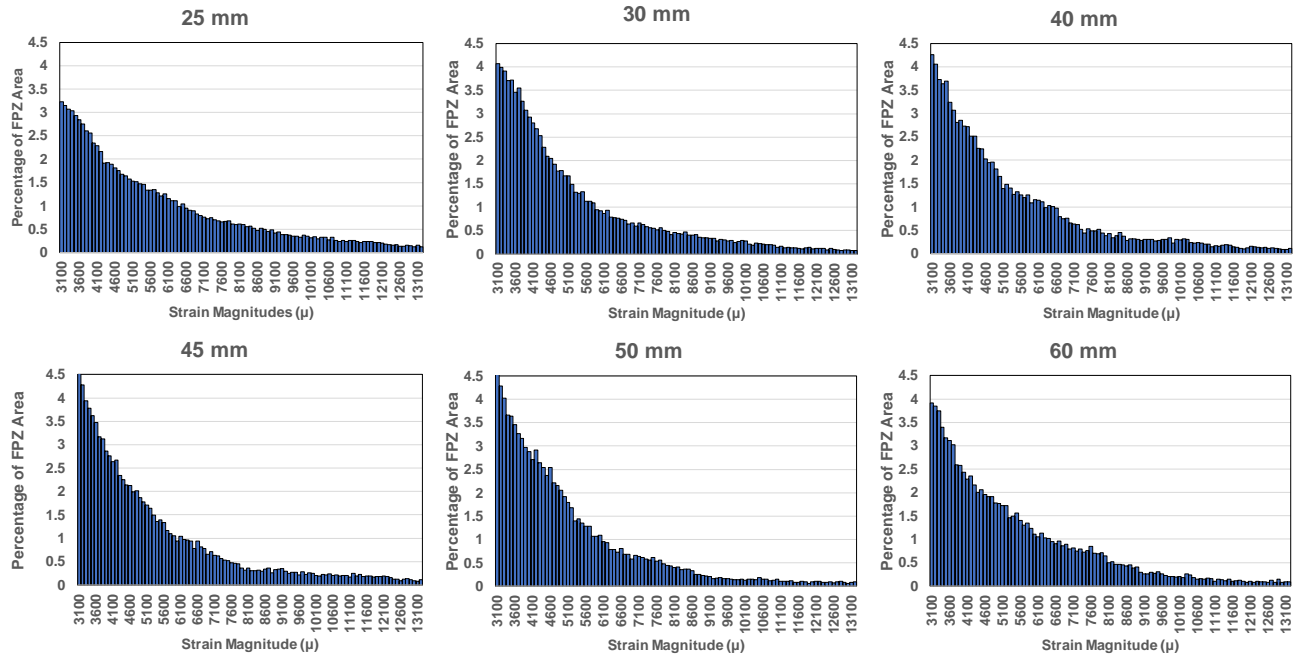 25 mm
Percentage of FPZ Area
4.5
4
3.5
3
2.5
2
1.5
1
0.5
0
3100 3600 4100 4600 5100 5600 6100 6600 7100 7600 8100 8600 9100 9600 10100 10600 11100 11600 12100 12600 13100
Strain Magnitudes (μ)
30 mm
Percentage of FPZ Area
4.5
4
3.5
3
2.5
2
1.5
1
0.5
0
3100 3600 4100 4600 5100 5600 6100 6600 7100 7600 8100 8600 9100 9600 10100 10600 11100 11600 12100 12600 13100
Strain Magnitude (μ)
40 mm
Percentage of FPZ Area
4.5
4
3.5
3
2.5
2
1.5
1
0.5
0
3100 3600 4100 4600 5100 5600 6100 6600 7100 7600 8100 8600 9100 9600 10100 10600 11100 11600 12100 12600 13100
Strain Magnitude (μ)
45 mm
Percentage of FPZ Area
4.5
4
3.5
3
2.5
2
1.5
1
0.5
0
3100 3600 4100 4600 5100 5600 6100 6600 7100 7600 8100 8600 9100 9600 10100 10600 11100 11600 12100 12600 13100
Strain Magnitude (μ)
50 mm
Percentage of FPZ Area
4.5
4
3.5
3
2.5
2
1.5
1
0.5
0
3100 3600 4100 4600 5100 5600 6100 6600 7100 7600 8100 8600 9100 9600 10100 10600 11100 11600 12100 12600 13100
Strain Magnitude (μ)
60 mm
Percentage of FPZ Area
4.5
4
3.5
3
2.5
2
1.5
1
0.5
0
3100 3600 4100 4600 5100 5600 6100 6600 7100 7600 8100 8600 9100 9600 10100 10600 11100 11600 12100 12600 13100
Strain Magnitude (μ)